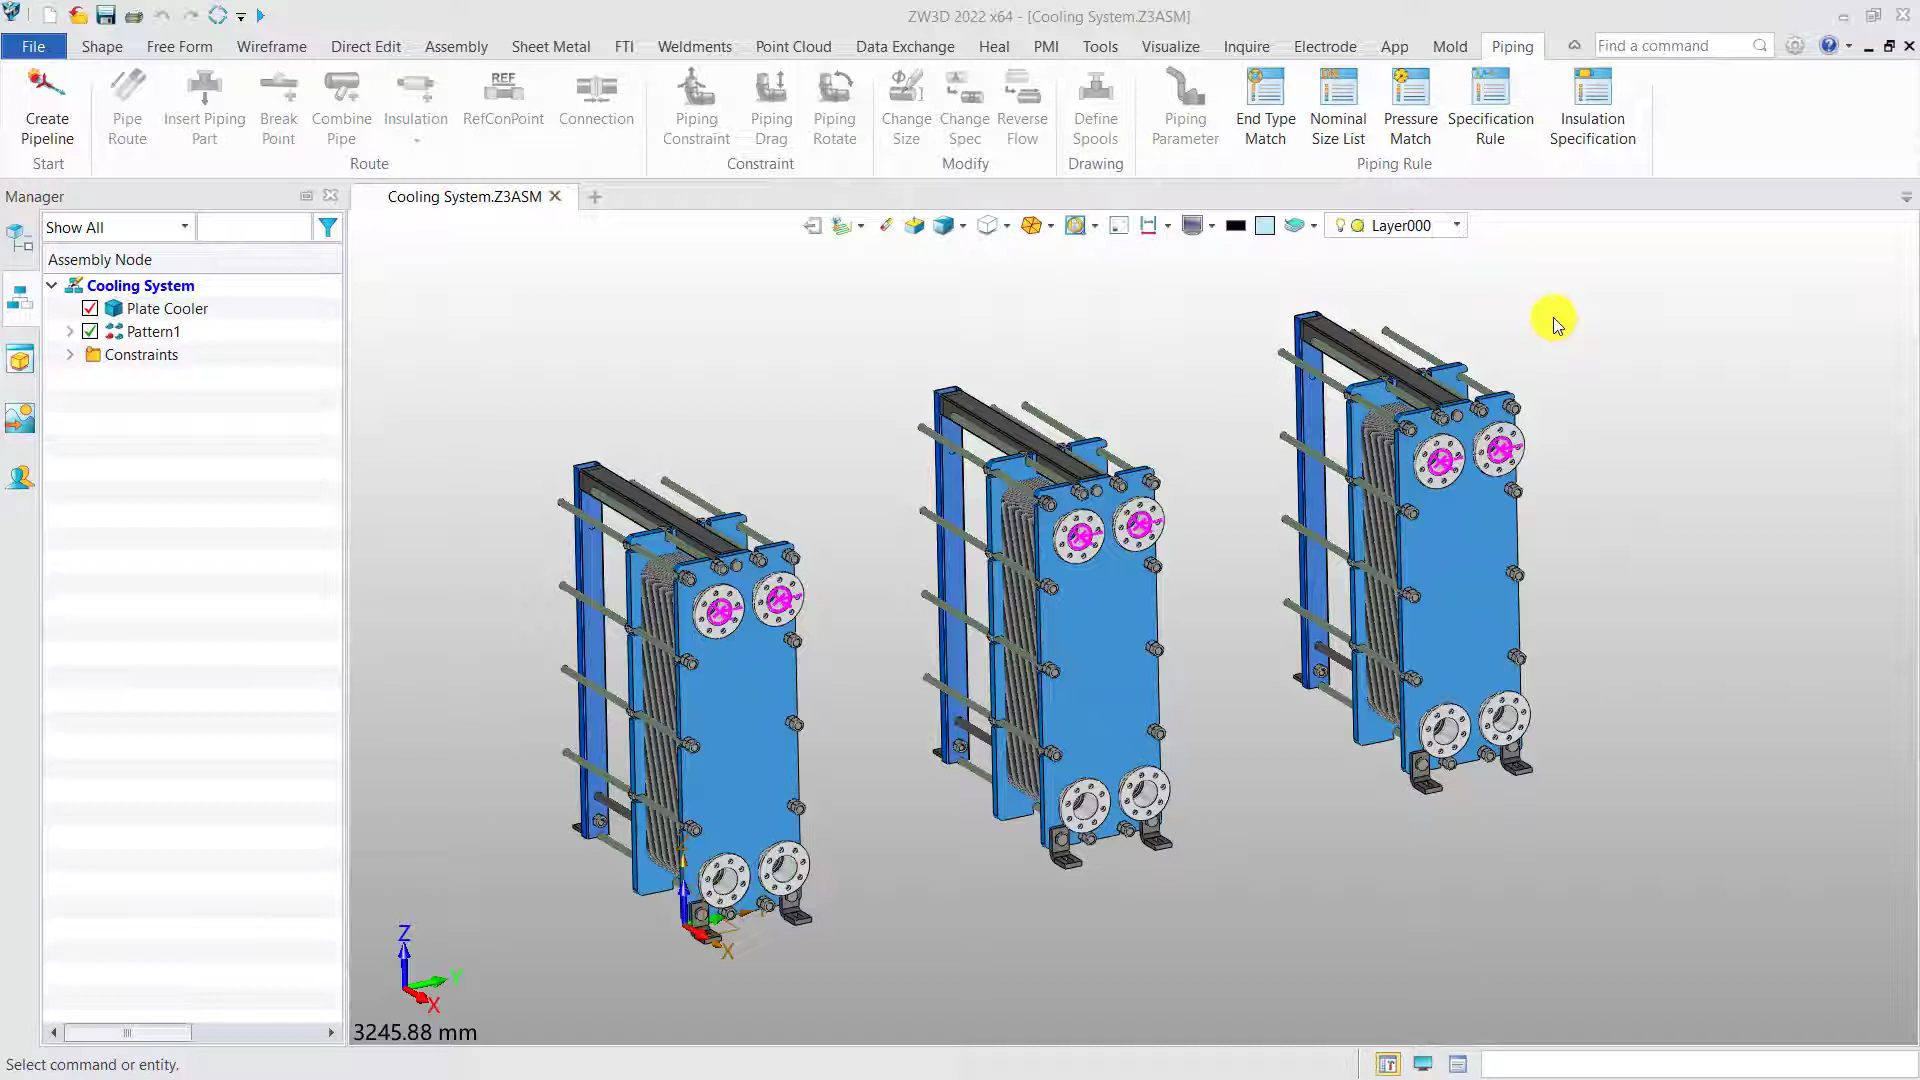 ZW3D 2022 x64 - [Cooling System.Z3ASM]
File Shape Free Form Wireframe Direct Edit Assembly Sheet Metal FTI Weldments Point Cloud Data Exchange Heal PMI Tools Visualize Inquire Electrode App Mold Piping Find a command
REF
Create Pipeline
Pipe Route
Insert Piping Part
Break Point
Combine Pipe
Insulation
RefConPoint
Connection
Piping Constraint
Piping Drag
Piping Rotate
Change Size
Change Spec
Reverse Flow
Define Spools
Piping Parameter
End Type Match
Nominal Size List
Pressure Match
Specification Rule
Insulation Specification
Start Route Constraint Modify Drawing Piping Rule
Manager
Cooling System.Z3ASM
Show All
Layer000
Assembly Node
Cooling System
Plate Cooler
Pattern1
Constraints
X
Z
Y
X
3245.88 mm
Select command or entity.